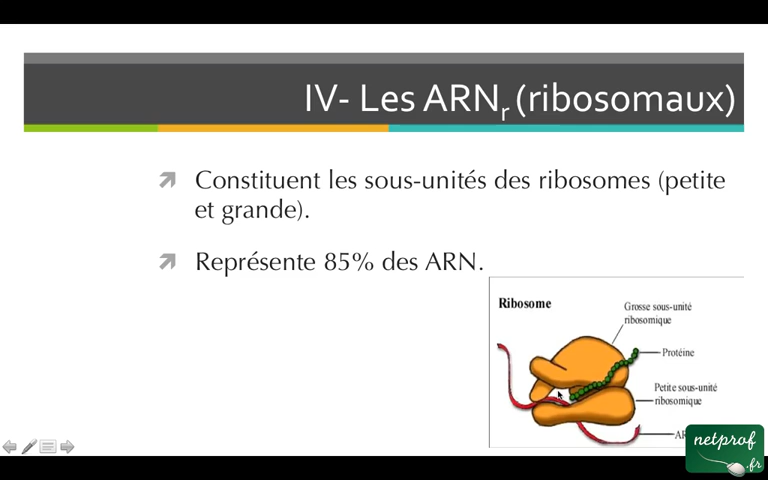 IV- Les ARNr (ribosomaux)
Constituent les sous-unités des ribosomes (petite
et grande).
Représente 85% des ARN.
Ribosome
Grosse sous-unité
ribosomique
Protéine
Petite sous-unité
ribosomique
netprof
.fr